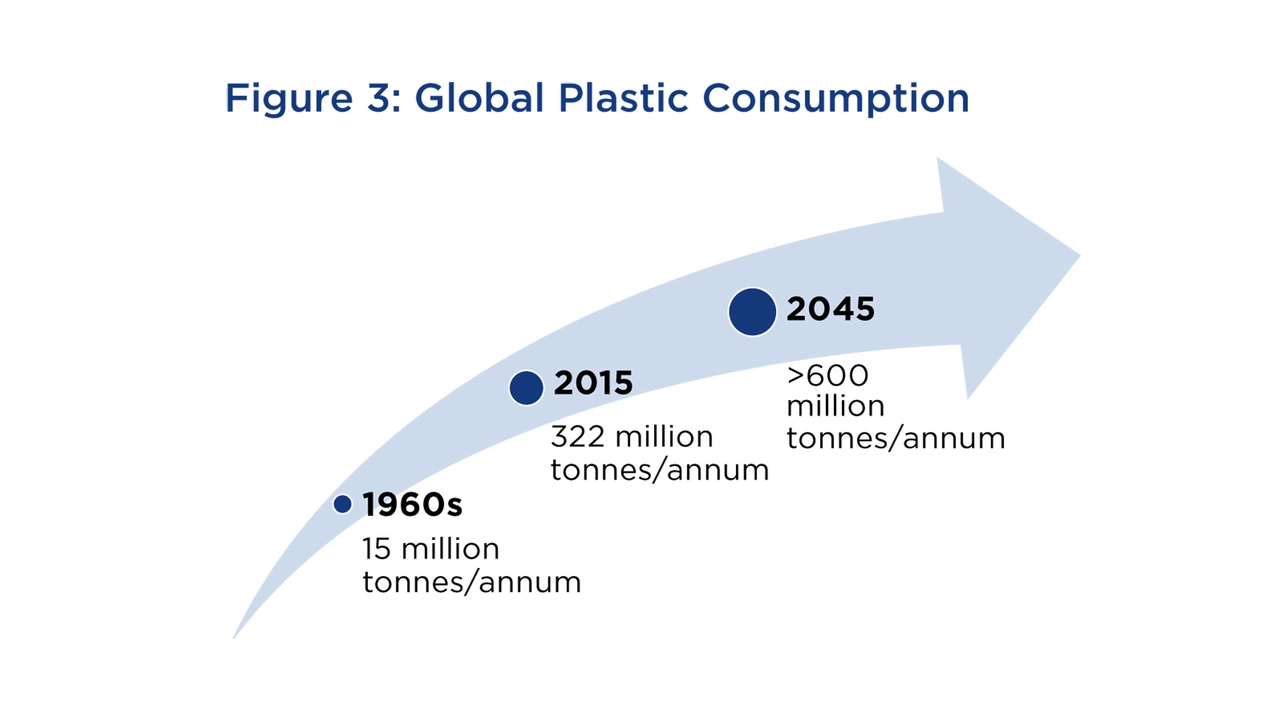 Figure 3: Global Plastic Consumption
2045
>600
million
tonnes/annum
2015
322 million
tonnes/annum
1960s
15 million
tonnes/annum